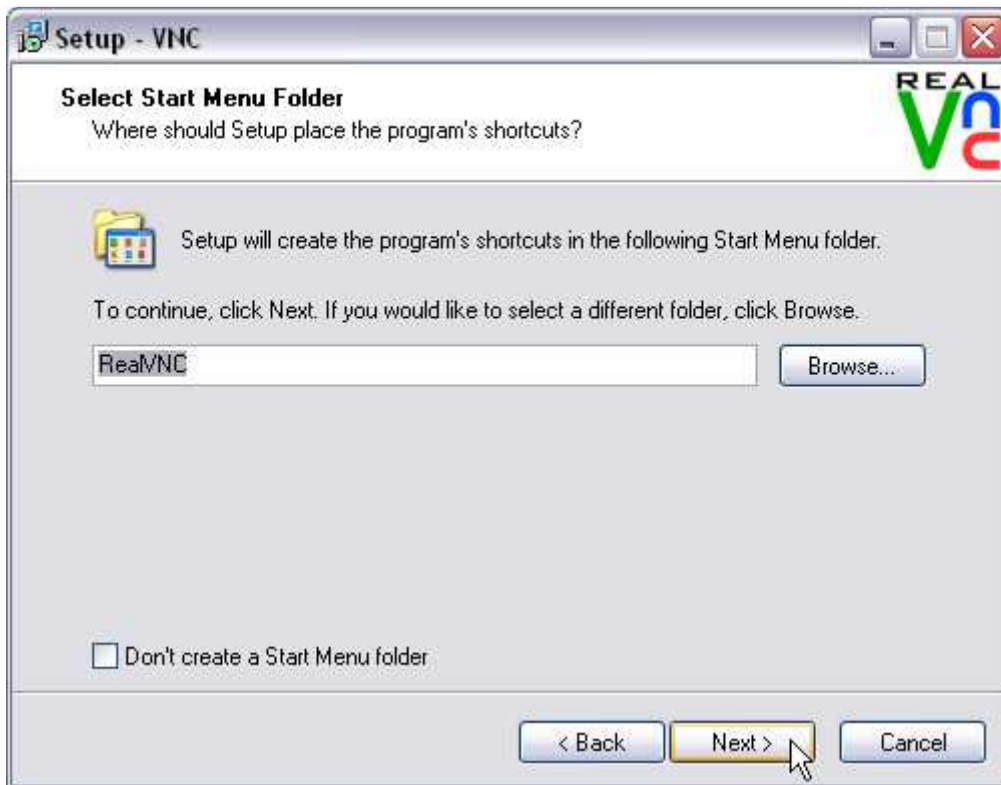 Setup - VNC
Select Start Menu Folder
Where should Setup place the program's shortcuts?
REAL
vnc
Setup will create the program's shortcuts in the following Start Menu folder.
To continue, click Next. If you would like to select a different folder, click Browse.
RealVNC
Browse...
Don't create a Start Menu folder
< Back
Next >
Cancel